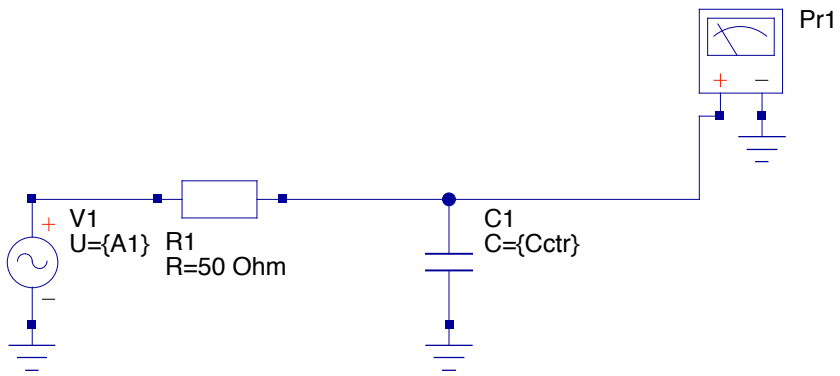 Pr1
+ −
+
V1
U={A1}
−
R1
R=50 Ohm
C1
C={Cctr}